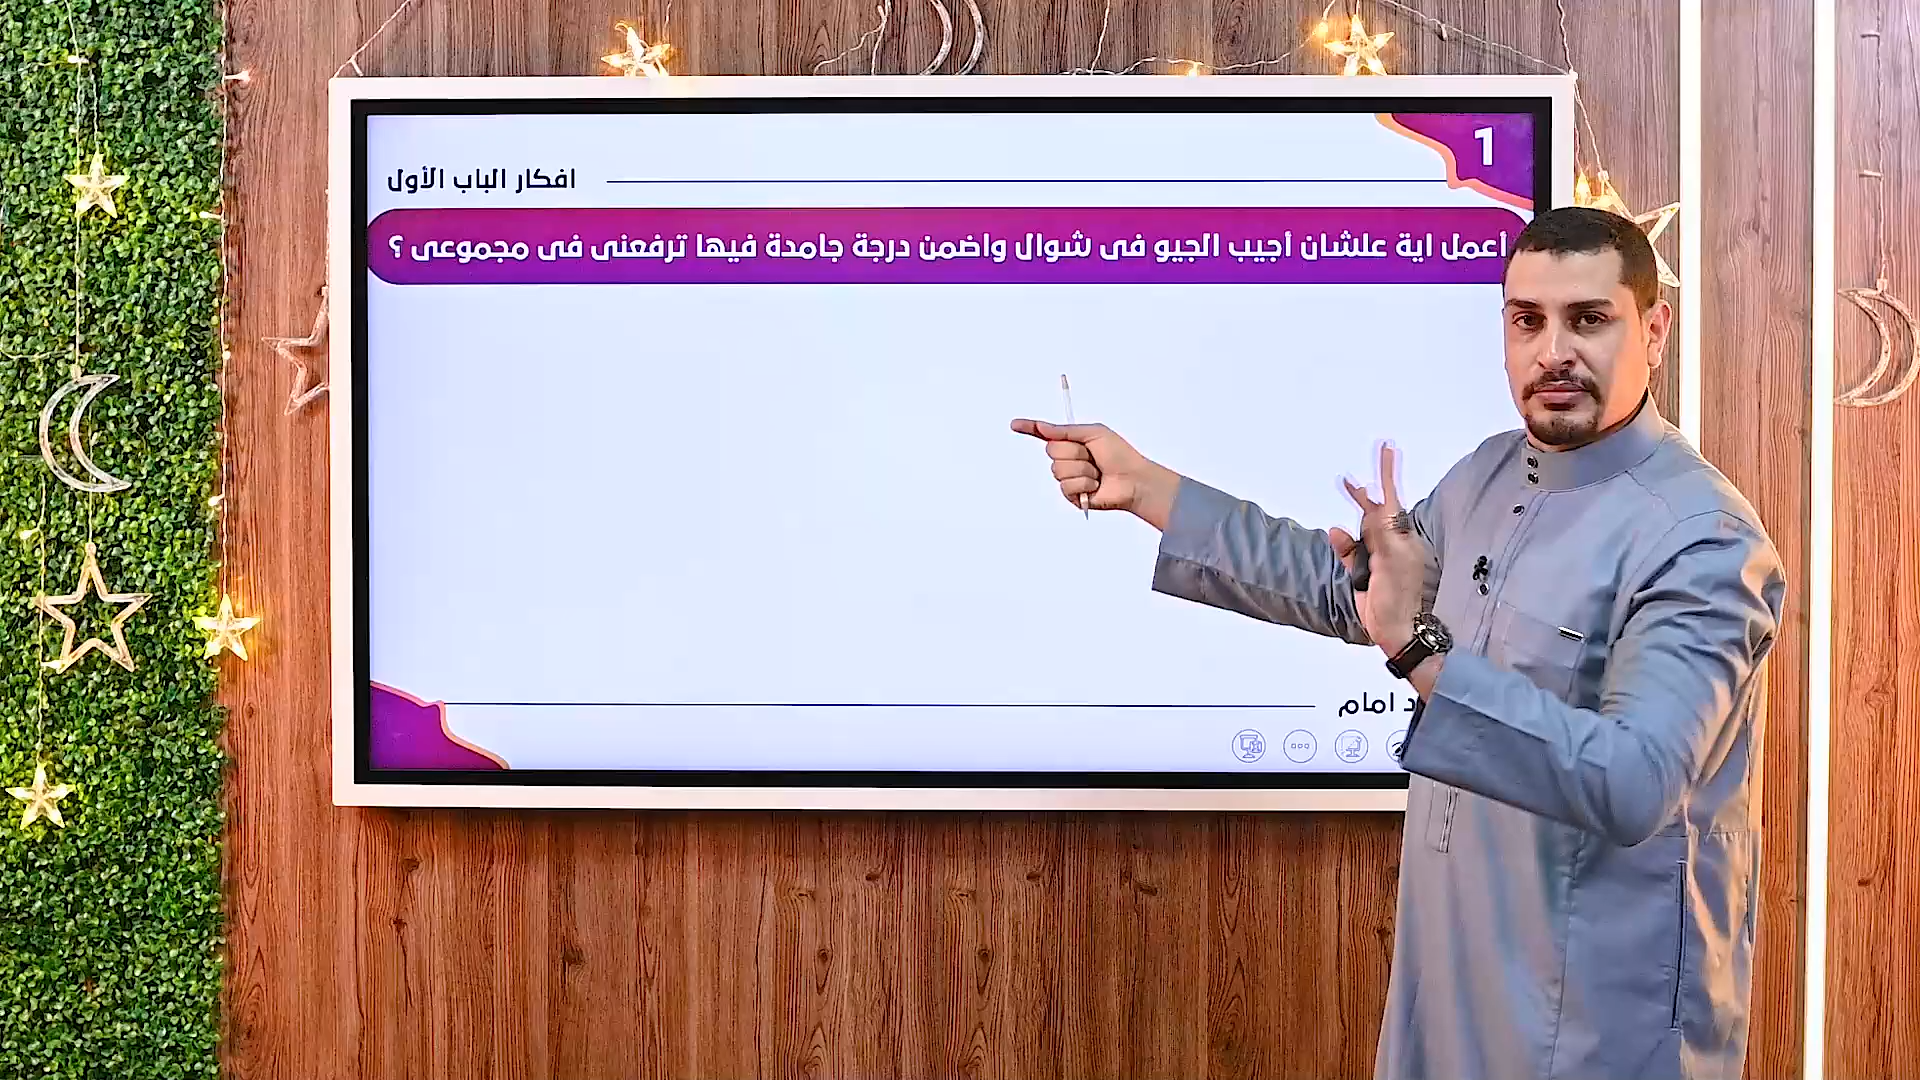 1
افكار الباب الأول
أعمل اية علشان أجيب الجيو فى شوال واضمن درجة جامدة فيها ترفعنى فى مجموعى ؟
امام